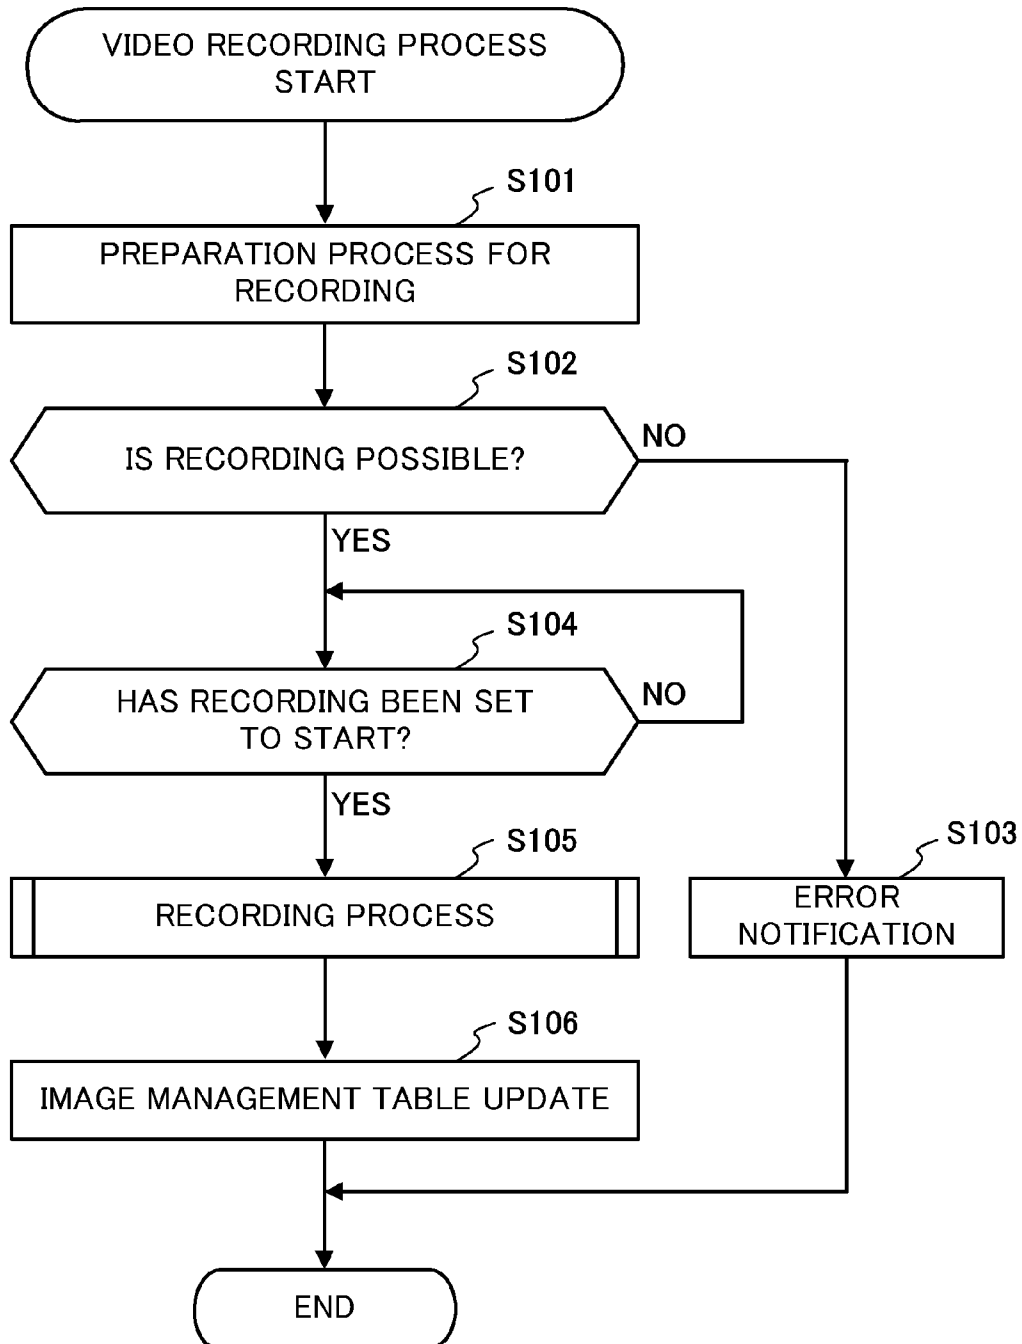 VIDEO RECORDING PROCESS
START
S101
PREPARATION PROCESS FOR
RECORDING
S102
IS RECORDING POSSIBLE?
NO
YES
S104
HAS RECORDING BEEN SET
TO START?
NO
YES
S105
RECORDING PROCESS
S103
ERROR
NOTIFICATION
S106
IMAGE MANAGEMENT TABLE UPDATE
END